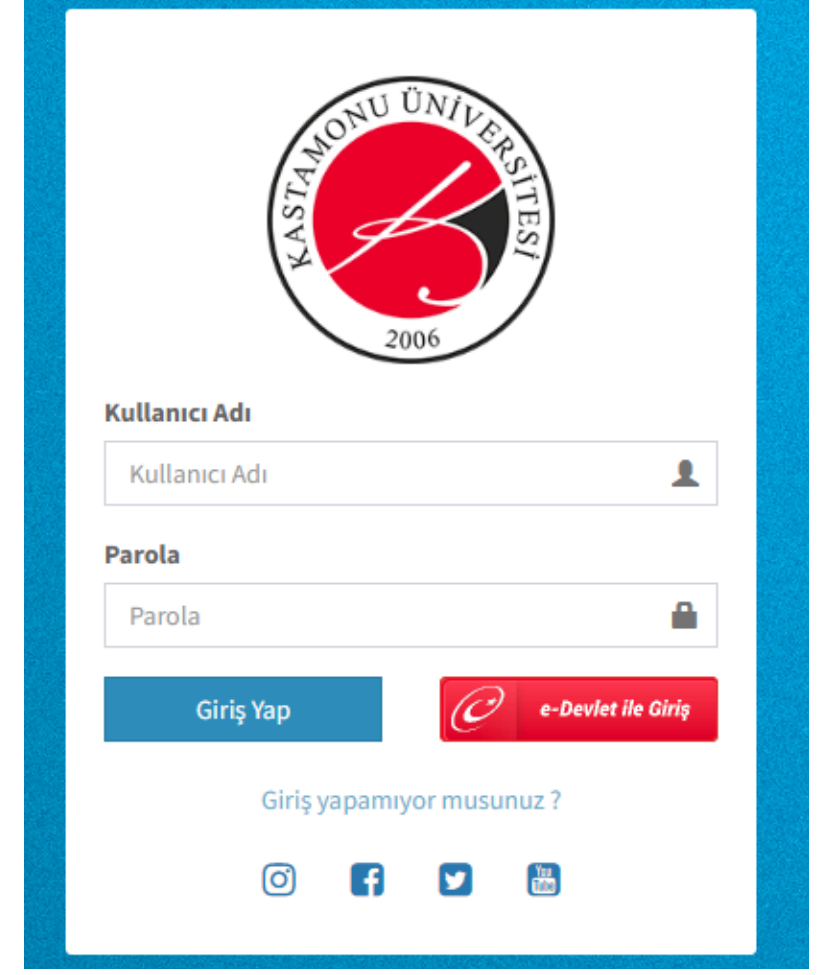 KASTAMONU ÜNİVERSİTESİ
2006
Kullanıcı Adı
Kullanıcı Adı
Parola
Parola
Giriş Yap
e-Devlet ile Giriş
Giriş yapamıyor musunuz ?
You Tube